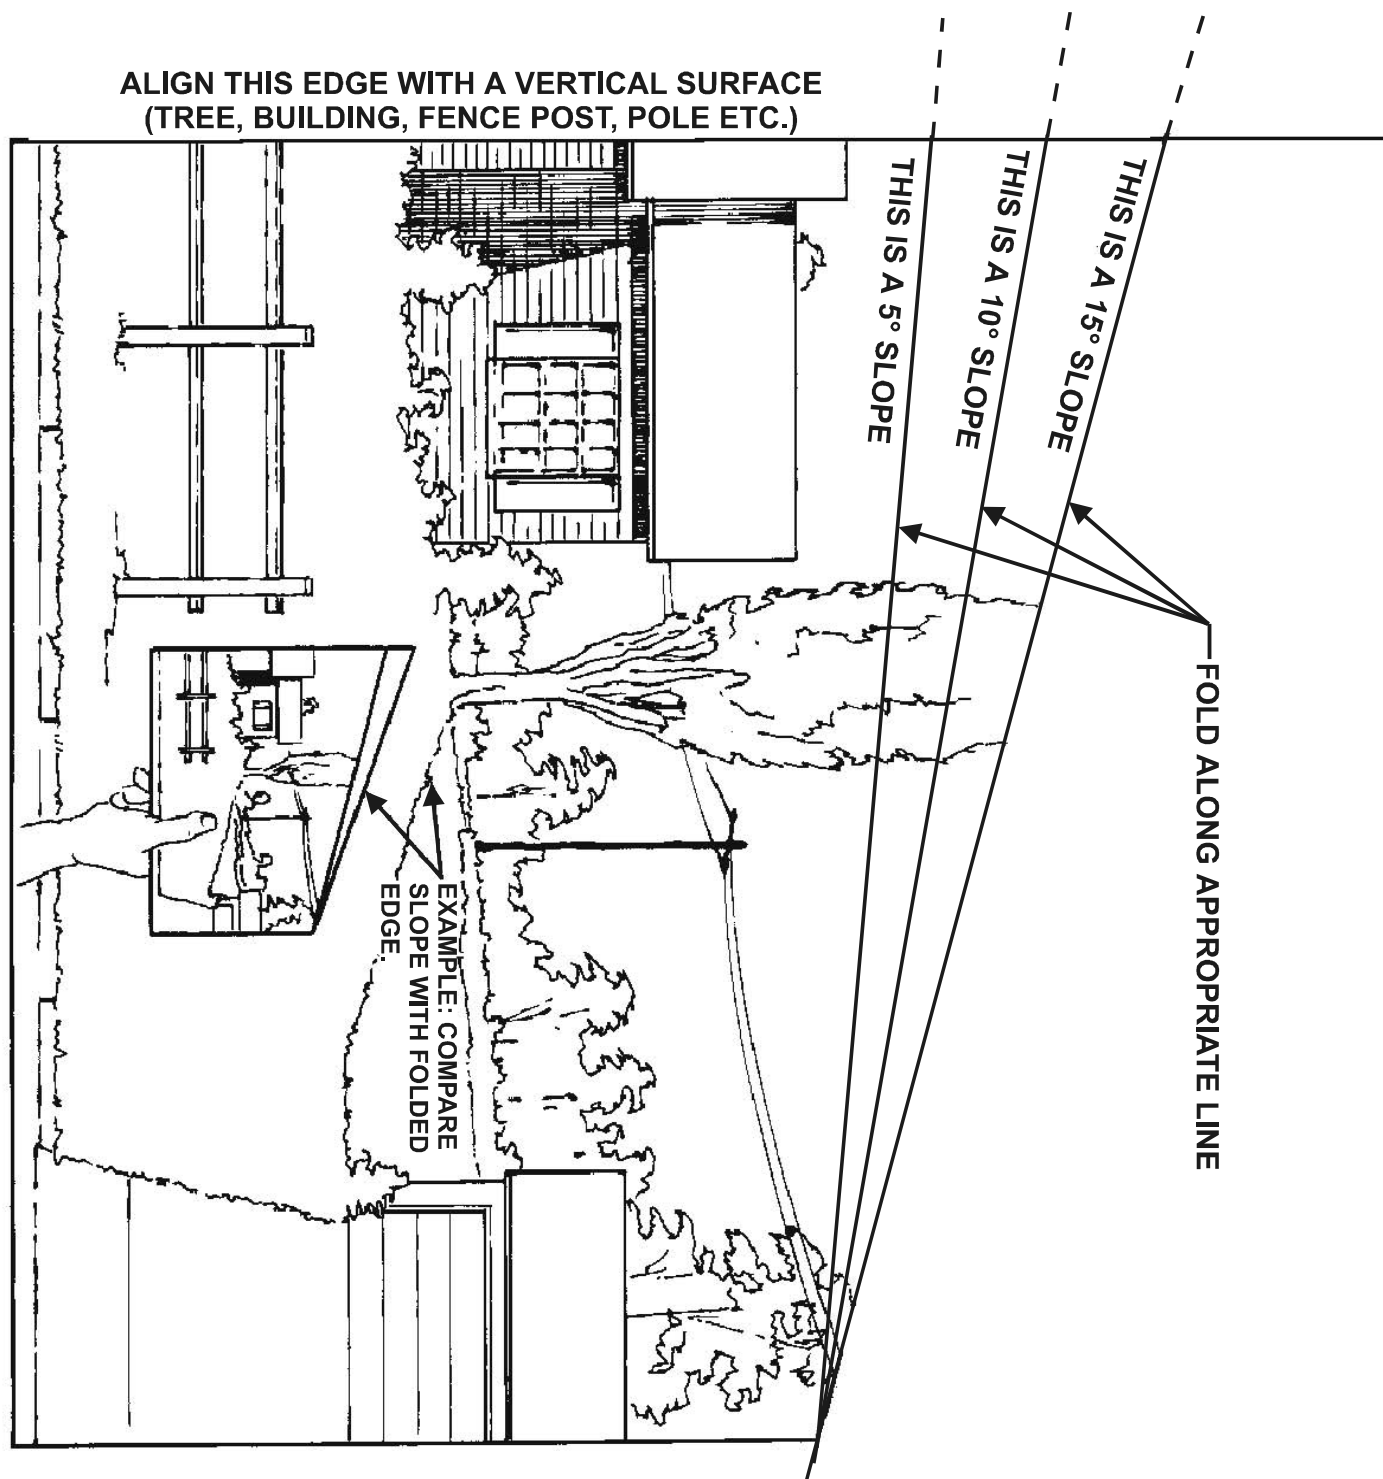 ALIGN THIS EDGE WITH A VERTICAL SURFACE
(TREE, BUILDING, FENCE POST, POLE ETC.)
THIS IS A 5° SLOPE
THIS IS A 10° SLOPE
THIS IS A 15° SLOPE
FOLD ALONG APPROPRIATE LINE
EXAMPLE: COMPARE
SLOPE WITH FOLDED
EDGE.